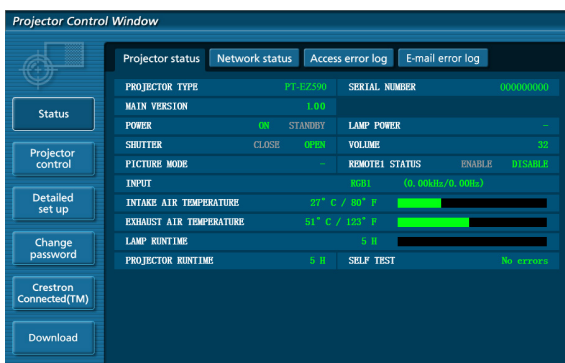 Projector Control Window
Projector status Network status Access error log E-mail error log
Status
Projector control
Detailed set up
Change password
Crestron Connected(TM)
Download
PROJECTOR TYPE PT-EZ590 SERIAL NUMBER 000000000
MAIN VERSION 1.00
POWER ON STANDBY LAMP POWER -
SHUTTER CLOSE OPEN VOLUME 32
PICTURE MODE - REMOTE1 STATUS ENABLE DISABLE
INPUT RGB1 (0.00kHz/0.00Hz)
INTAKE AIR TEMPERATURE 27° C / 80° F
EXHAUST AIR TEMPERATURE 51° C / 123° F
LAMP RUNTIME 5 H
PROJECTOR RUNTIME 5 H SELF TEST No errors